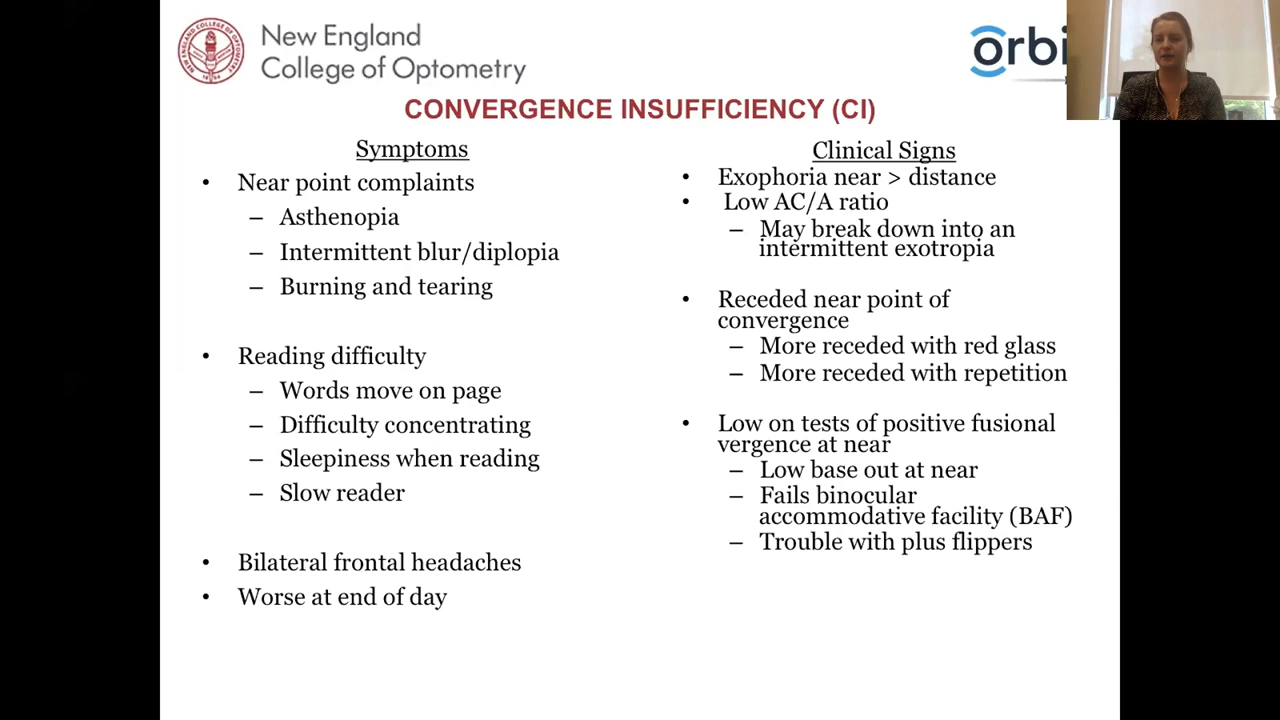 New England
College of Optometry
orbi
CONVERGENCE INSUFFICIENCY (CI)
Symptoms
• Near point complaints
– Asthenopia
– Intermittent blur/diplopia
– Burning and tearing
• Reading difficulty
– Words move on page
– Difficulty concentrating
– Sleepiness when reading
– Slow reader
• Bilateral frontal headaches
• Worse at end of day
Clinical Signs
• Exophoria near > distance
• Low AC/A ratio
– May break down into an
intermittent exotropia
• Receded near point of
convergence
– More receded with red glass
– More receded with repetition
• Low on tests of positive fusional
vergence at near
– Low base out at near
– Fails binocular
accommodative facility (BAF)
– Trouble with plus flippers